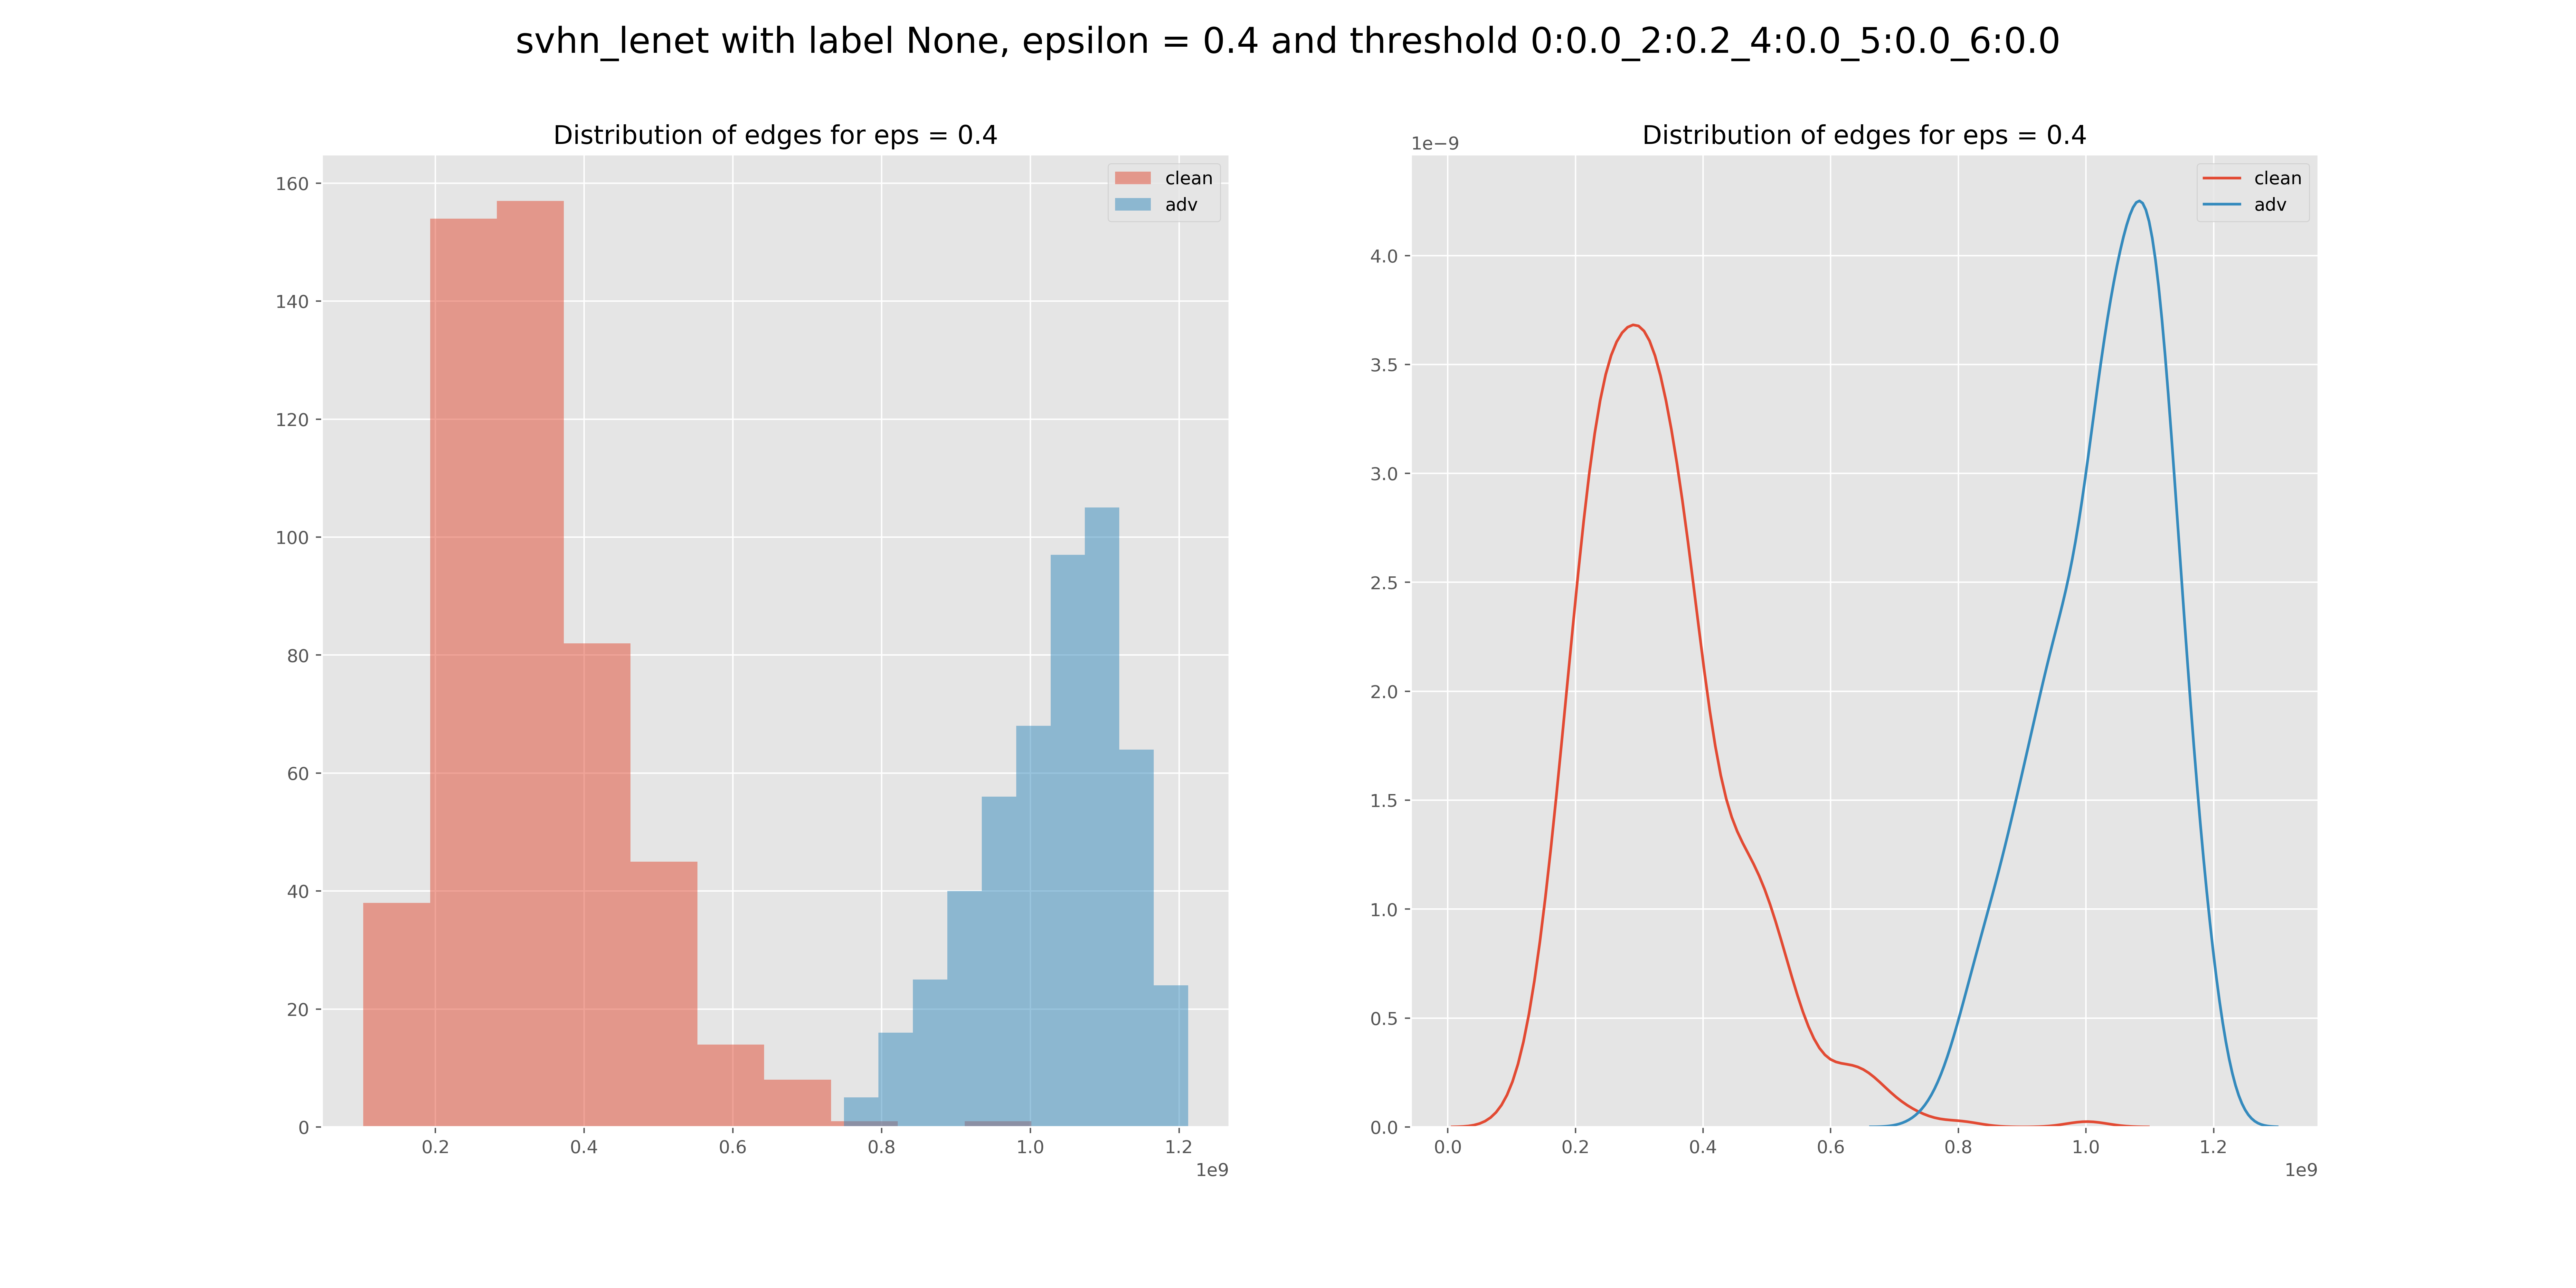 svhn_lenet with label None, epsilon = 0.4 and threshold 0:0.0_2:0.2_4:0.0_5:0.0_6:0.0
Distribution of edges for eps = 0.4
160
140
120
100
80
60
40
20
0
0.2 0.4 0.6 0.8 1.0 1.2
1e9
clean
adv
Distribution of edges for eps = 0.4
1e−9
4.0
3.5
3.0
2.5
2.0
1.5
1.0
0.5
0.0
0.0 0.2 0.4 0.6 0.8 1.0 1.2
1e9
clean
adv